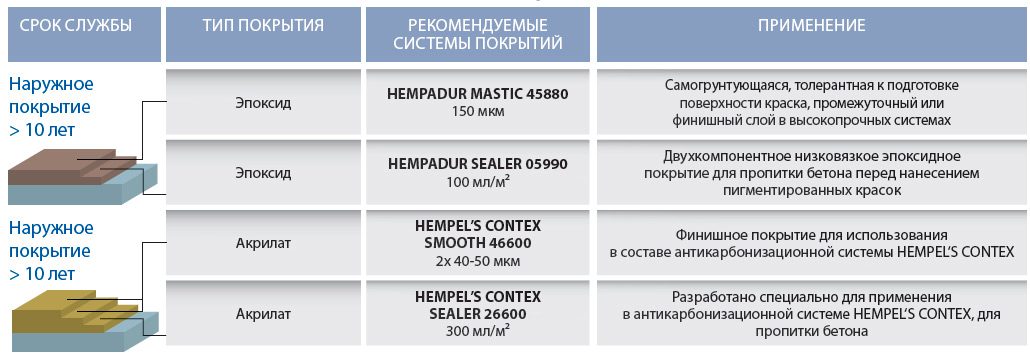 СРОК СЛУЖБЫ
ТИП ПОКРЫТИЯ
РЕКОМЕНДУЕМЫЕ
СИСТЕМЫ ПОКРЫТИЙ
ПРИМЕНЕНИЕ
Наружное
покрытие
> 10 лет
Эпоксид
HEMPADUR MASTIC 45880
150 мкм
Самогрунтующаяся, толерантная к подготовке
поверхности краска, промежуточный или
финишный слой в высокопрочных системах
Эпоксид
HEMPADUR SEALER 05990
100 мл/м²
Двухкомпонентное низковязкое эпоксидное
покрытие для пропитки бетона перед нанесением
пигментированных красок
Наружное
покрытие
> 10 лет
Акрилат
HEMPEL'S CONTEX
SMOOTH 46600
2x 40-50 мкм
Финишное покрытие для использования
в составе антикарбонизационной системы HEMPEL'S CONTEX
Акрилат
HEMPEL'S CONTEX
SEALER 26600
300 мл/м²
Разработано специально для применения
в антикарбонизационной системе HEMPEL'S CONTEX, для
пропитки бетона